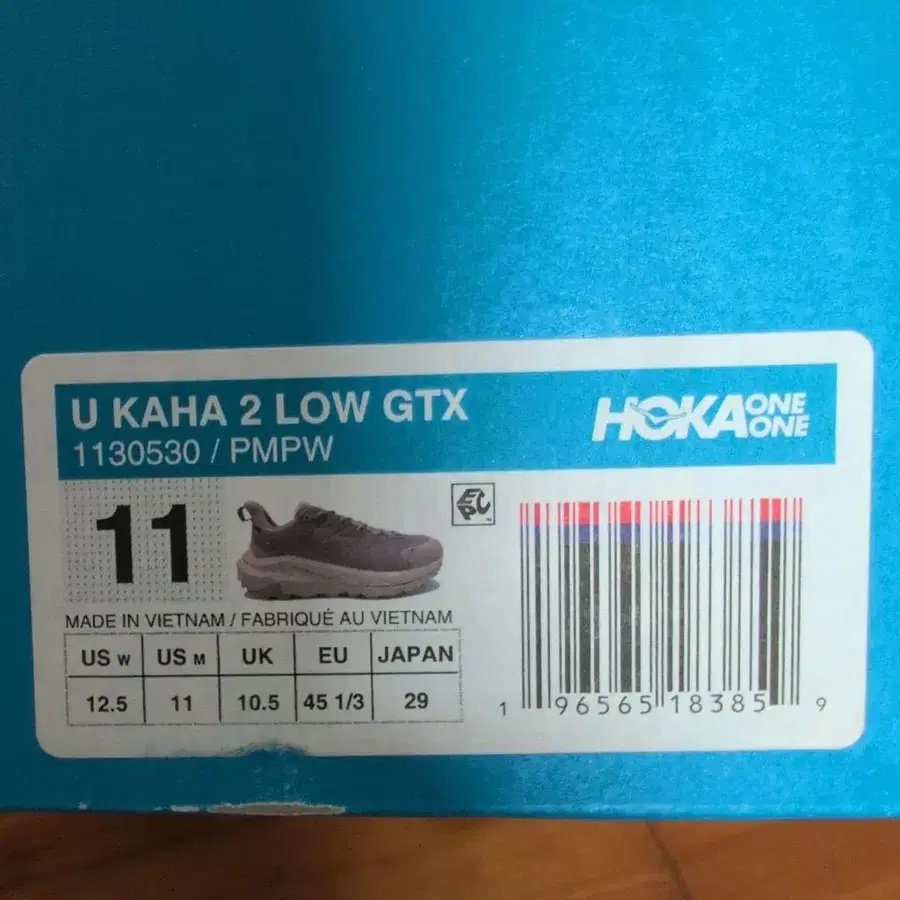 U KAHA 2 LOW GTX
1130530 / PMPW
HOKA ONE ONE
11
EPC
MADE IN VIETNAM / FABRIQUÉ AU VIETNAM
US W US M UK EU JAPAN
12.5 11 10.5 45 1/3 29
1 96565 18385 9